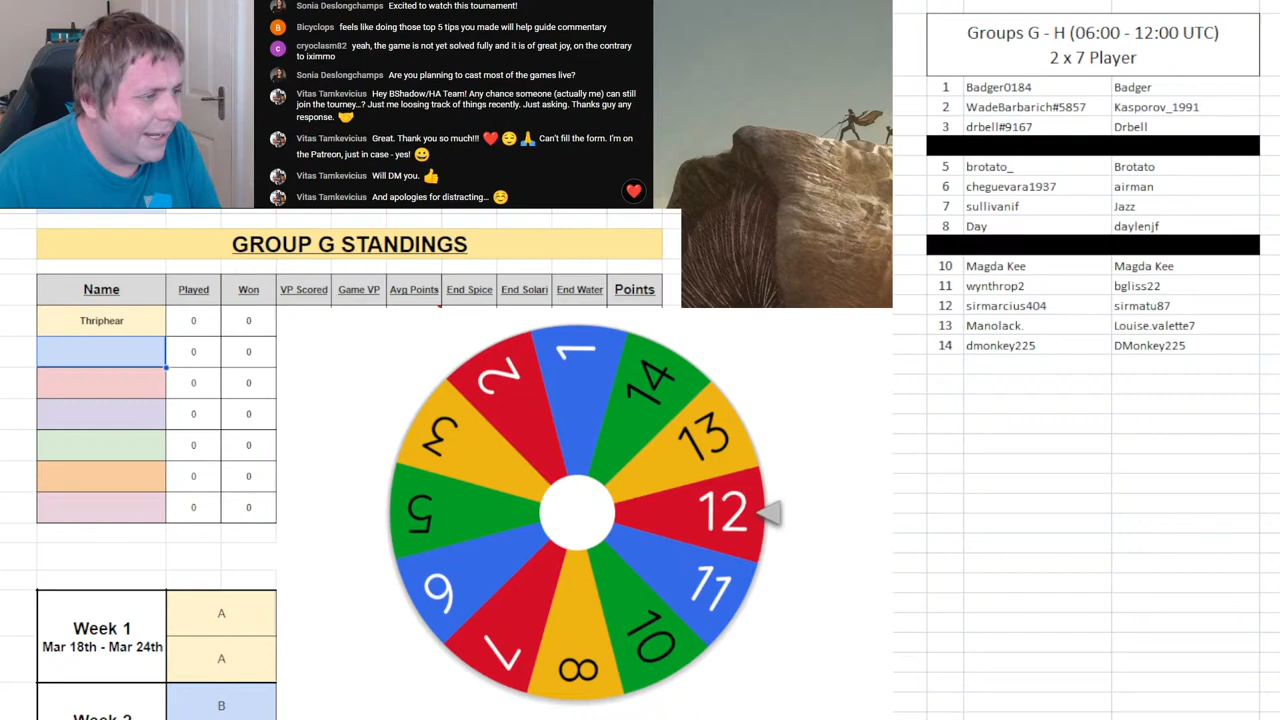 Sonia Deslongchamps Excited to watch this tournament!
Bicyclops feels like doing those top 5 tips you made will help guide commentary
cryoclasm82 yeah, the game is not yet solved fully and it is of great joy, on the contrary
to iximmo
Sonia Deslongchamps Are you planning to cast most of the games live?
Vitas Tamkevicius Hey BShadow/HA Team! Any chance someone (actually me) can still
join the tourney..? Just me loosing track of things recently. Just asking. Thanks guy any
response. 🤝
Vitas Tamkevicius Great. Thank you so much!!! ❤️ 😌 🙏 Can't fill the form. I'm on
the Patreon, just in case - yes! 😀
Vitas Tamkevicius Will DM you. 👍
Vitas Tamkevicius And apologies for distracting... ☺️
Groups G - H (06:00 - 12:00 UTC)
2 x 7 Player
1 Badger0184 Badger
2 WadeBarbarich#5857 Kasporov_1991
3 drbell#9167 Drbell
5 brotato_ Brotato
6 cheguevara1937 airman
7 sullivanif Jazz
8 Day daylenjf
10 Magda Kee Magda Kee
11 wynthrop2 bgliss22
12 sirmarcius404 sirmatu87
13 Manolack. Louise.valette7
14 dmonkey225 DMonkey225
GROUP G STANDINGS
Name Played Won VP Scored Game VP Avg Points End Spice End Solari End Water Points
Thriphear 0 0
0 0
0 0
0 0
0 0
0 0
0 0
Week 1
Mar 18th - Mar 24th
A
A
B
Week 2
1
14
13
12
11
10
8
7
6
5
3
2